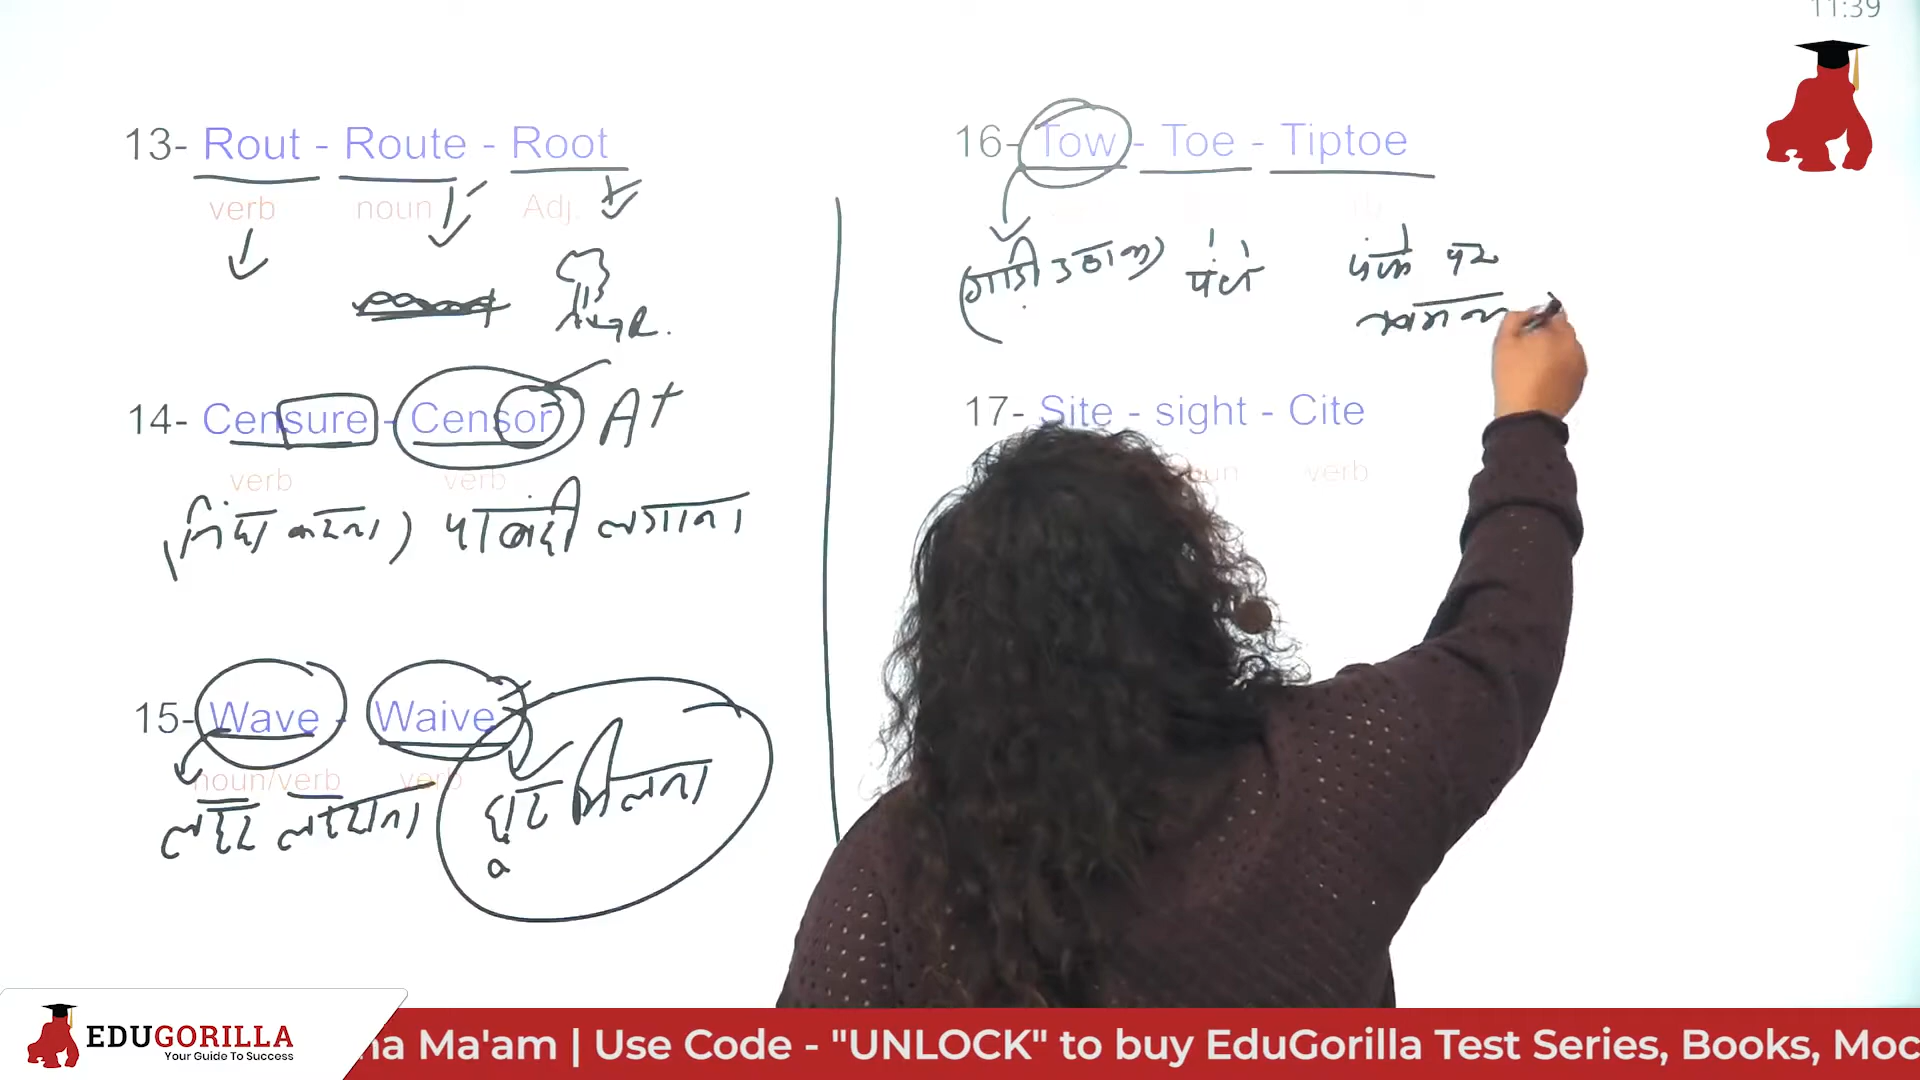 11:39
13- Rout - Route - Root
verb noun Adj.
14- Censure - Censor A+
verb verb
निंदा करना) पाबंदी लगाना
15- Wave - Waive
noun/verb verb
लहर लहराना छूट मिलना
16- Tow - Toe - Tiptoe
(गाड़ी उठाना) पंजा पंजे पर
17- Site - sight - Cite
verb
EDUGORILLA
Your Guide To Success
na Ma'am | Use Code - "UNLOCK" to buy EduGorilla Test Series, Books, Moc